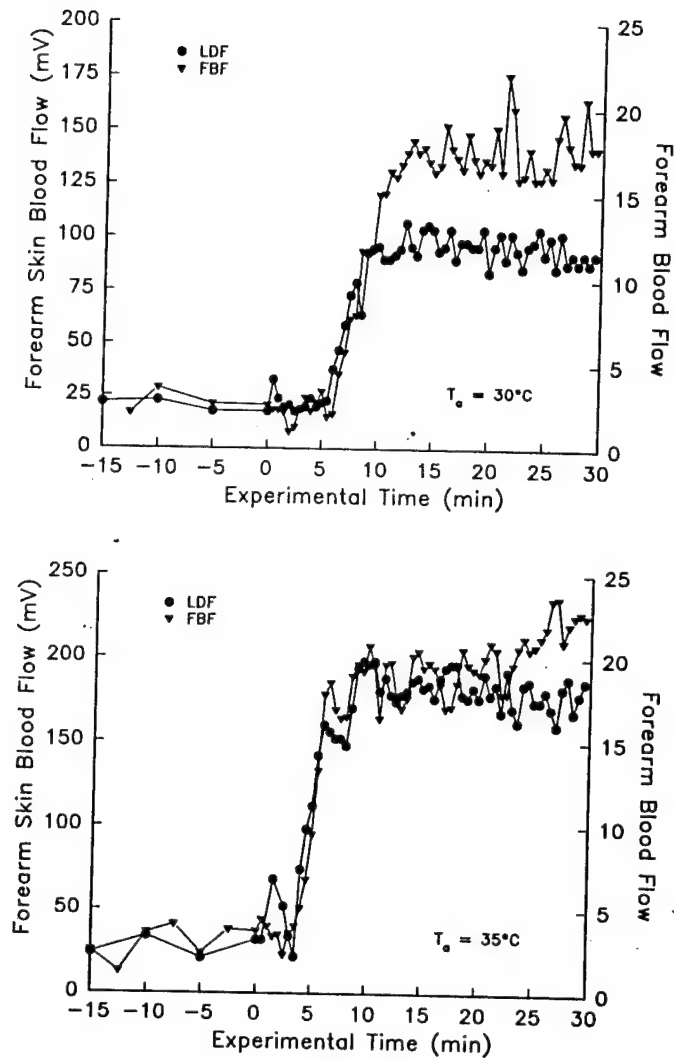 200
175
150
125
100
75
50
25
0
Forearm Skin Blood Flow (mV)
LDF
FBF
25
20
15
10
5
0
Forearm Blood Flow
Tₐ = 30°C
−15 −10 −5 0 5 10 15 20 25 30
Experimental Time (min)
250
200
150
100
50
0
Forearm Skin Blood Flow (mV)
LDF
FBF
25
20
15
10
5
0
Forearm Blood Flow
Tₐ = 35°C
−15 −10 −5 0 5 10 15 20 25 30
Experimental Time (min)